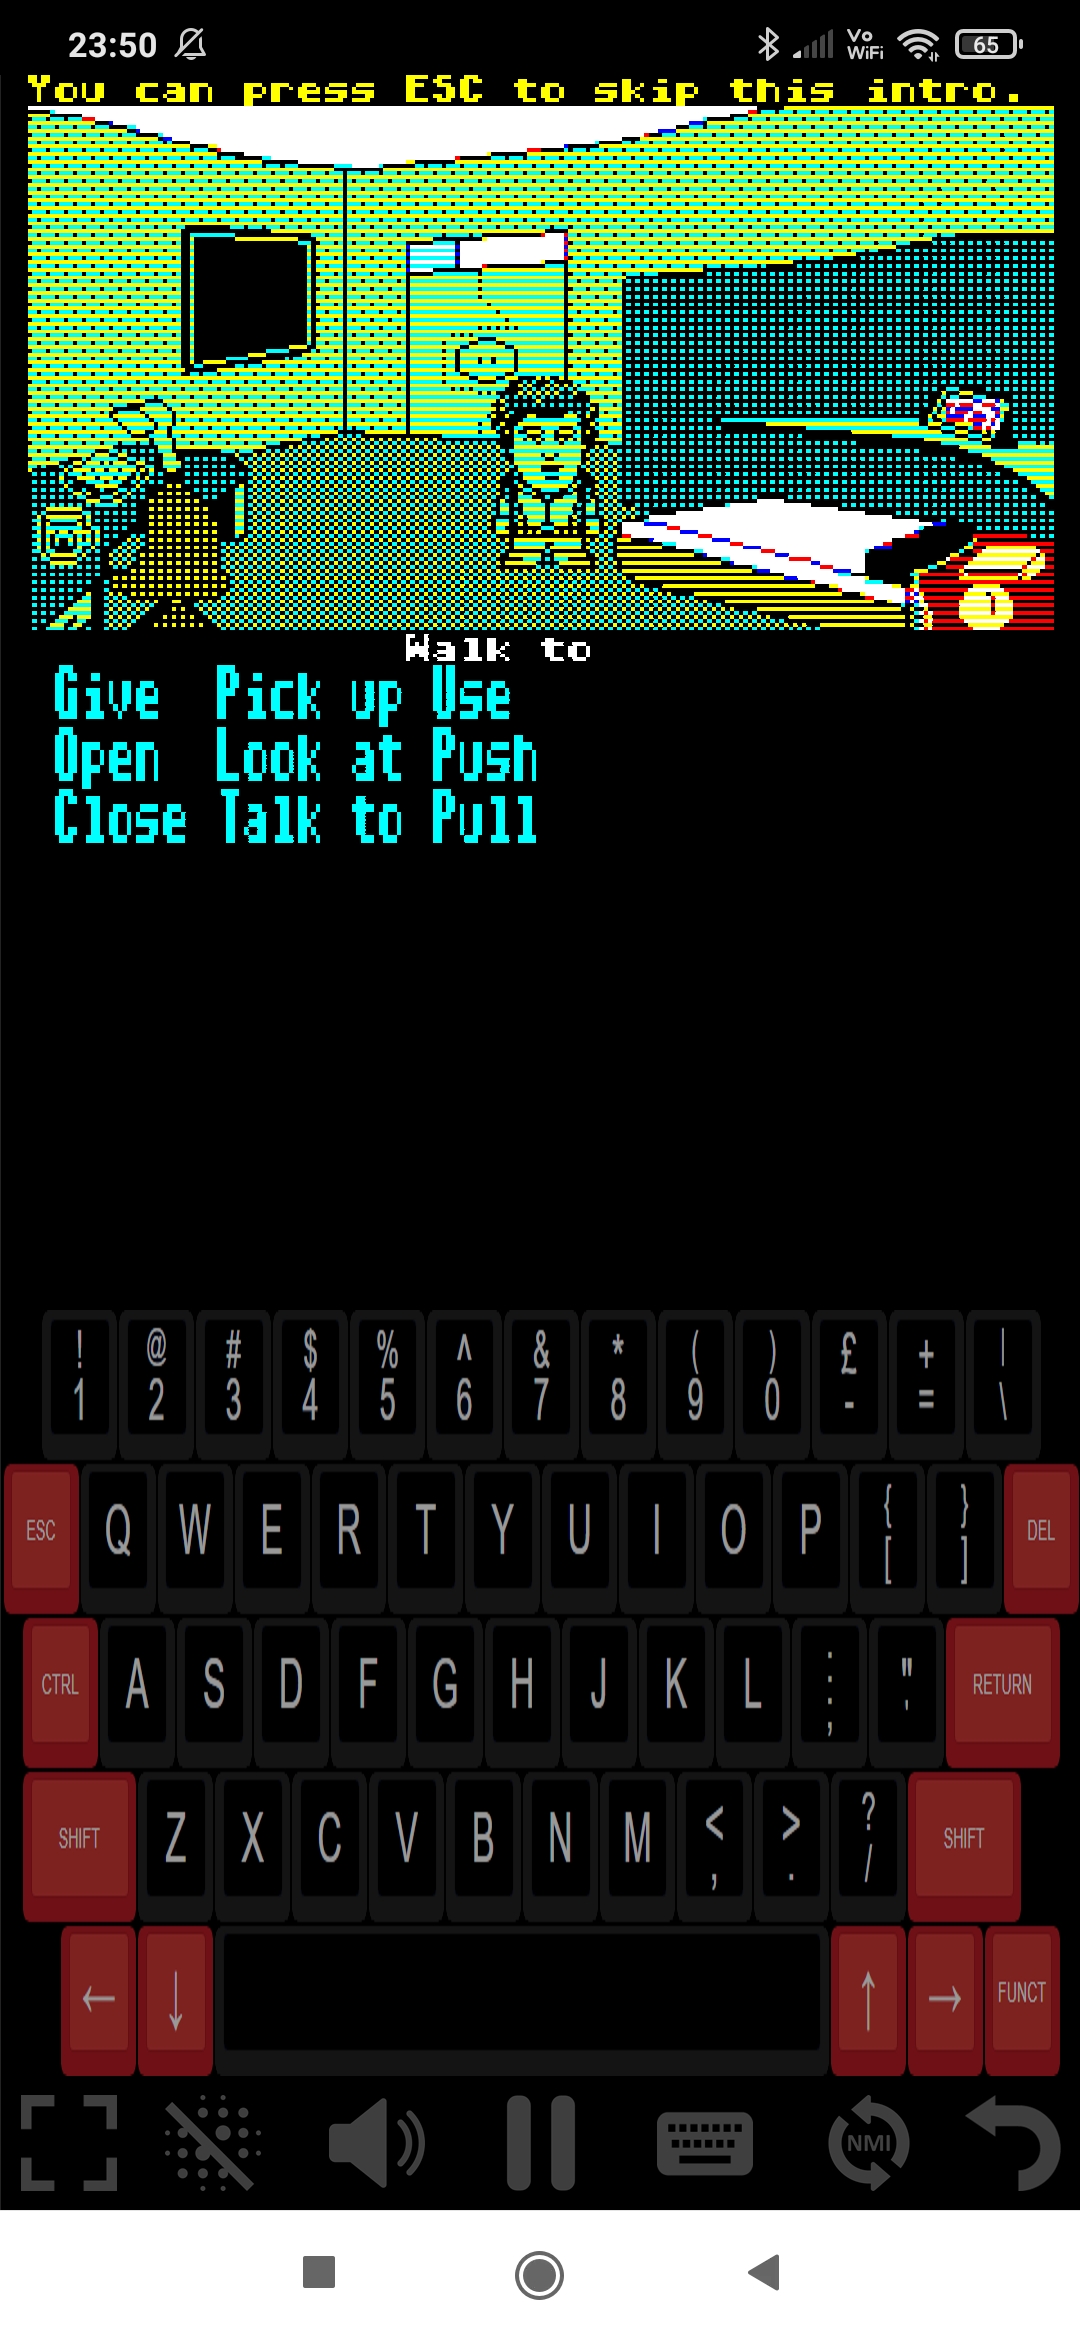 23:50
Vo
WiFi
65
You can press ESC to skip this intro.
Walk to
Give Pick up Use
Open Look at Push
Close Talk to Pull
! @ # $ % ^ & * ( ) £ + |
1 2 3 4 5 6 7 8 9 0 - = \
ESC Q W E R T Y U I O P { } DEL
[ ]
CTRL A S D F G H J K L : " RETURN
; '
SHIFT Z X C V B N M < > ? SHIFT
, . /
← ↓ ↑ → FUNCT
NMI